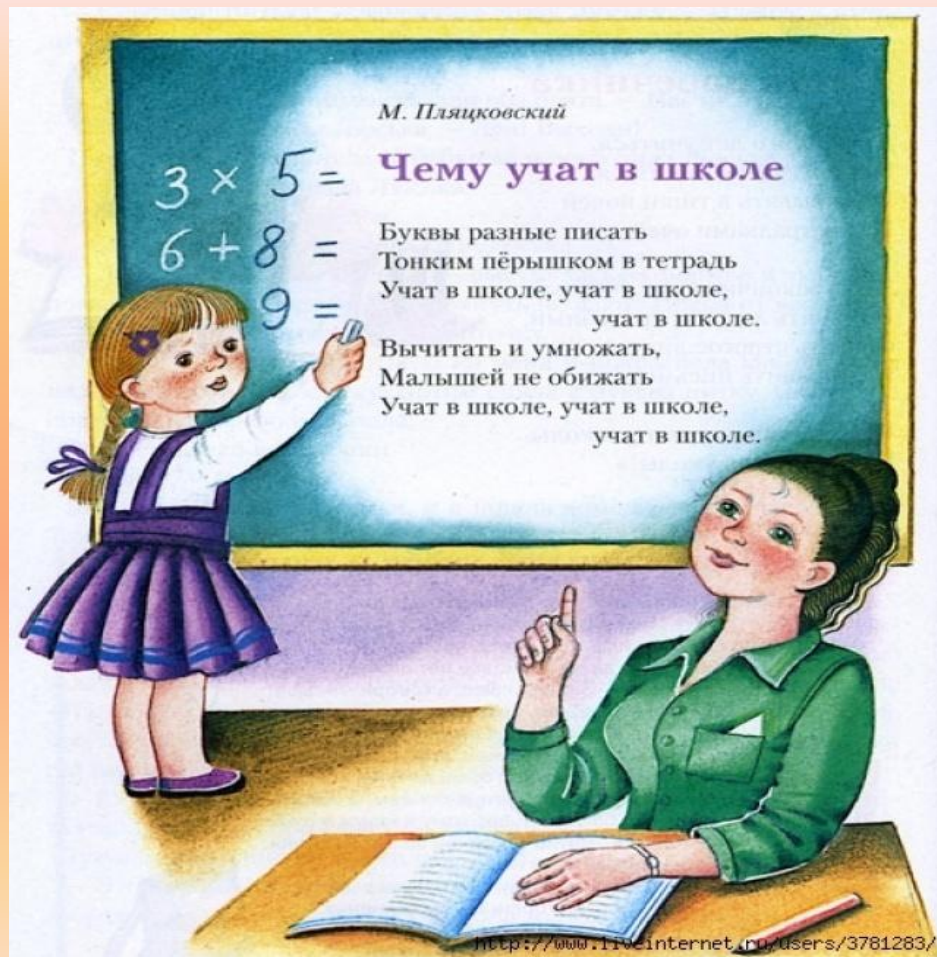 М. Пляцковский
Чему учат в школе
3 × 5 =
6 + 8 =
9 =
Буквы разные писать
Тонким пёрышком в тетрадь
Учат в школе, учат в школе,
учат в школе.
Вычитать и умножать,
Малышей не обижать
Учат в школе, учат в школе,
учат в школе.
http://www.liveinternet.ru/users/3781283/